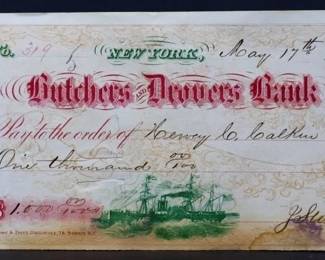 No. 319 NEW YORK, May 17th
Butchers AND Drovers Bank
Pay to the order of Hervey C. Calkin
One thousand 00/100
$1,000 00/100